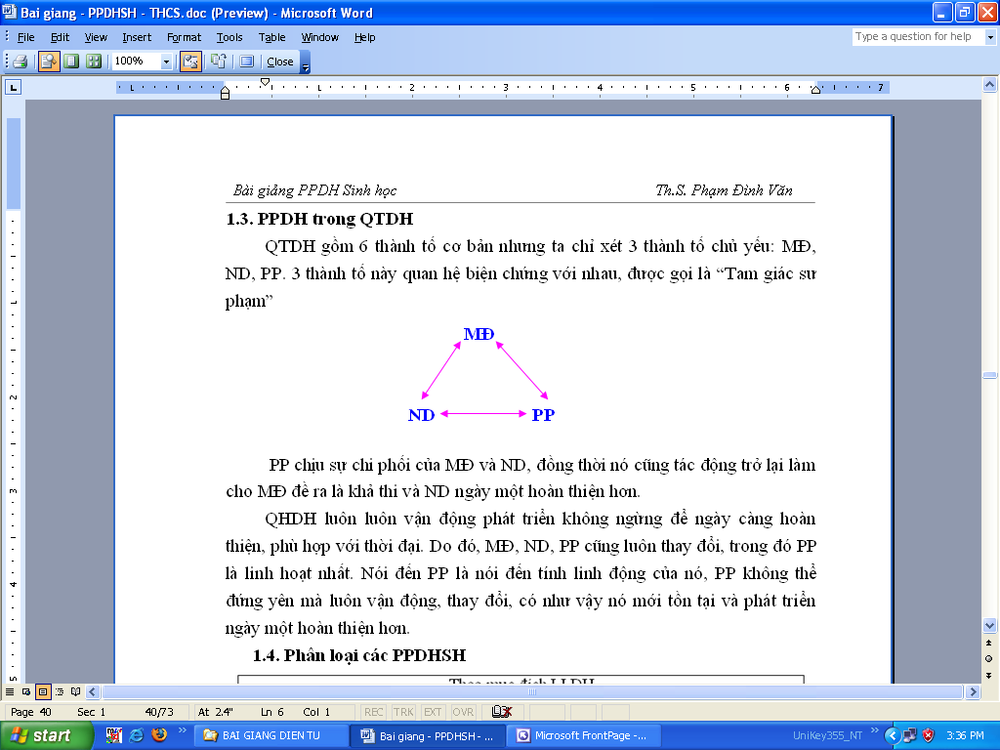 Bai giang - PPDHSH - THCS.doc (Preview) - Microsoft Word
File Edit View Insert Format Tools Table Window Help
Type a question for help
100% Close
1 1 2 3 4 5 6 7
Bài giảng PPDH Sinh học Th.S. Phạm Đình Văn
1.3. PPDH trong QTDH
QTDH gồm 6 thành tố cơ bản nhưng ta chỉ xét 3 thành tố chủ yếu: MĐ,
ND, PP. 3 thành tố này quan hệ biện chứng với nhau, được gọi là “Tam giác sư
phạm”
MĐ
ND PP
PP chịu sự chi phối của MĐ và ND, đồng thời nó cũng tác động trở lại làm
cho MĐ đề ra là khả thi và ND ngày một hoàn thiện hơn.
QHDH luôn luôn vận động phát triển không ngừng để ngày càng hoàn
thiện, phù hợp với thời đại. Do đó, MĐ, ND, PP cũng luôn thay đổi, trong đó PP
là linh hoạt nhất. Nói đến PP là nói đến tính linh động của nó, PP không thể
đứng yên mà luôn vận động, thay đổi, có như vậy nó mới tồn tại và phát triển
ngày một hoàn thiện hơn.
1.4. Phân loại các PPDHSH
Page 40 Sec 1 40/73 At 2.4" Ln 6 Col 1 REC TRK EXT OVR
start BAI GIANG DIEN TU Bai giang - PPDHSH - ... Microsoft FrontPage -... UniKey355_NT 3:36 PM